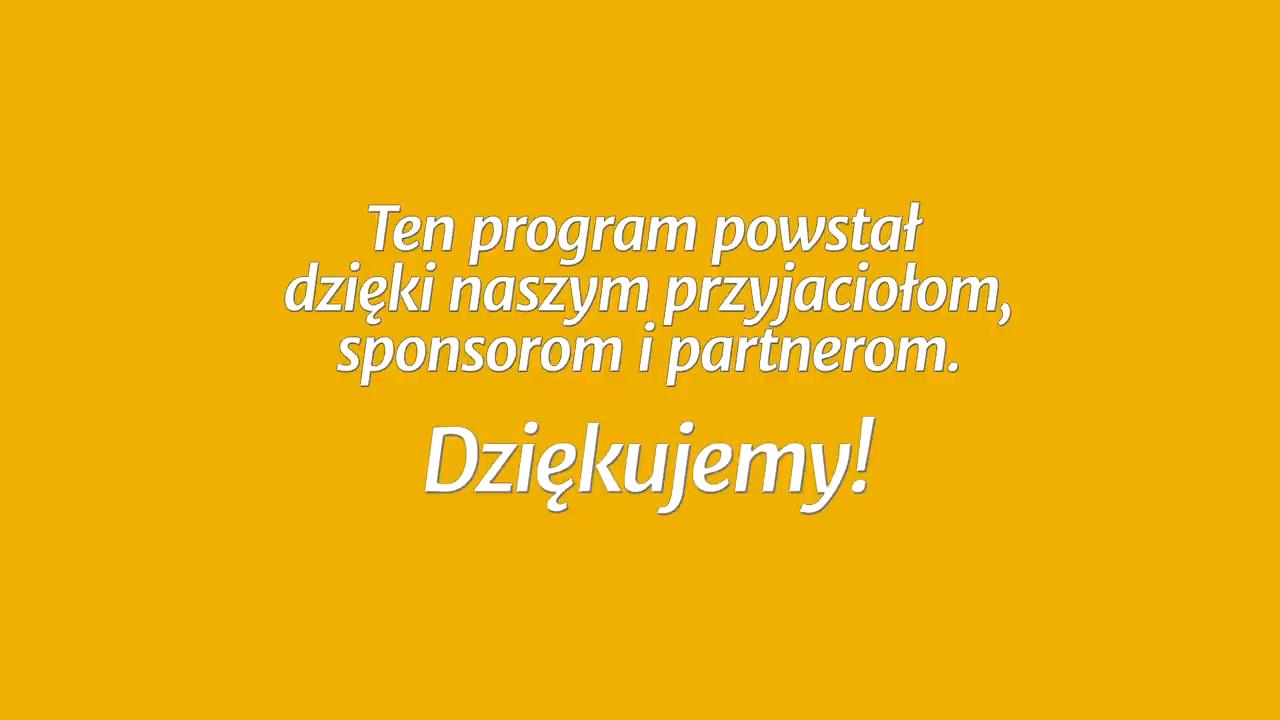 Ten program powstał
dzięki naszym przyjaciołom,
sponsorom i partnerom.
Dziękujemy!